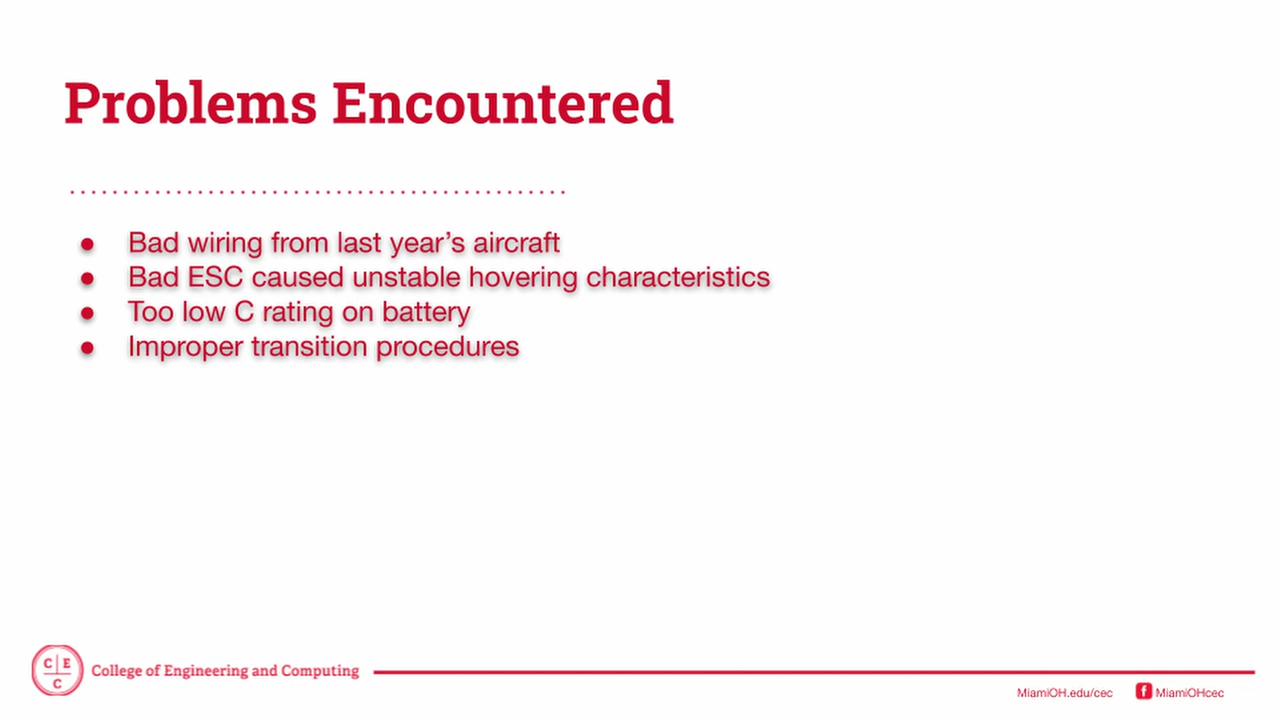 Problems Encountered
● Bad wiring from last year’s aircraft
● Bad ESC caused unstable hovering characteristics
● Too low C rating on battery
● Improper transition procedures
C E
C
College of Engineering and Computing
MiamiOH.edu/cec
f MiamiOHcec